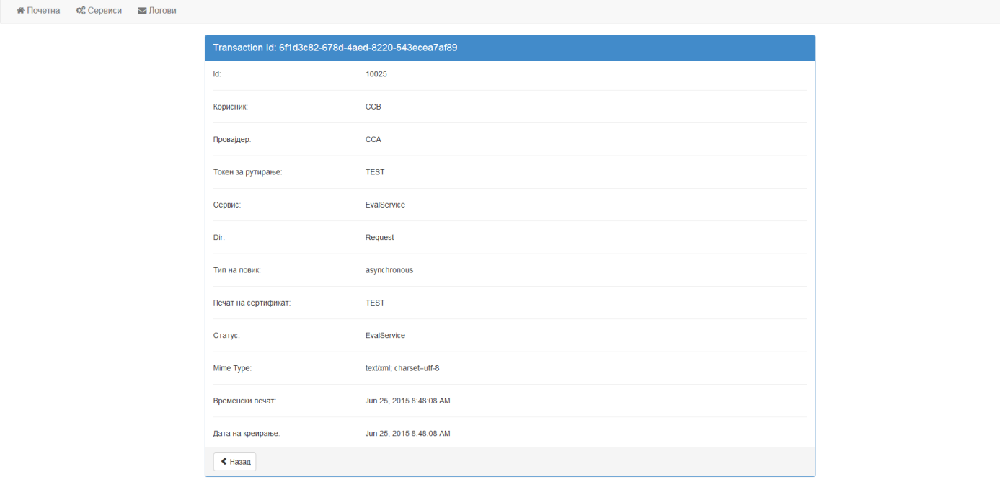 Почетна Сервиси Логови
Transaction Id: 6f1d3c82-678d-4aed-8220-543ecea7af89
Id: 10025
Корисник: CCB
Провајдер: CCA
Токен за рутирање: TEST
Сервис: EvalService
Dir: Request
Тип на повик: asynchronous
Печат на сертификат: TEST
Статус: EvalService
Mime Type: text/xml; charset=utf-8
Временски печат: Jun 25, 2015 8:48:08 AM
Дата на креирање: Jun 25, 2015 8:48:08 AM
Назад